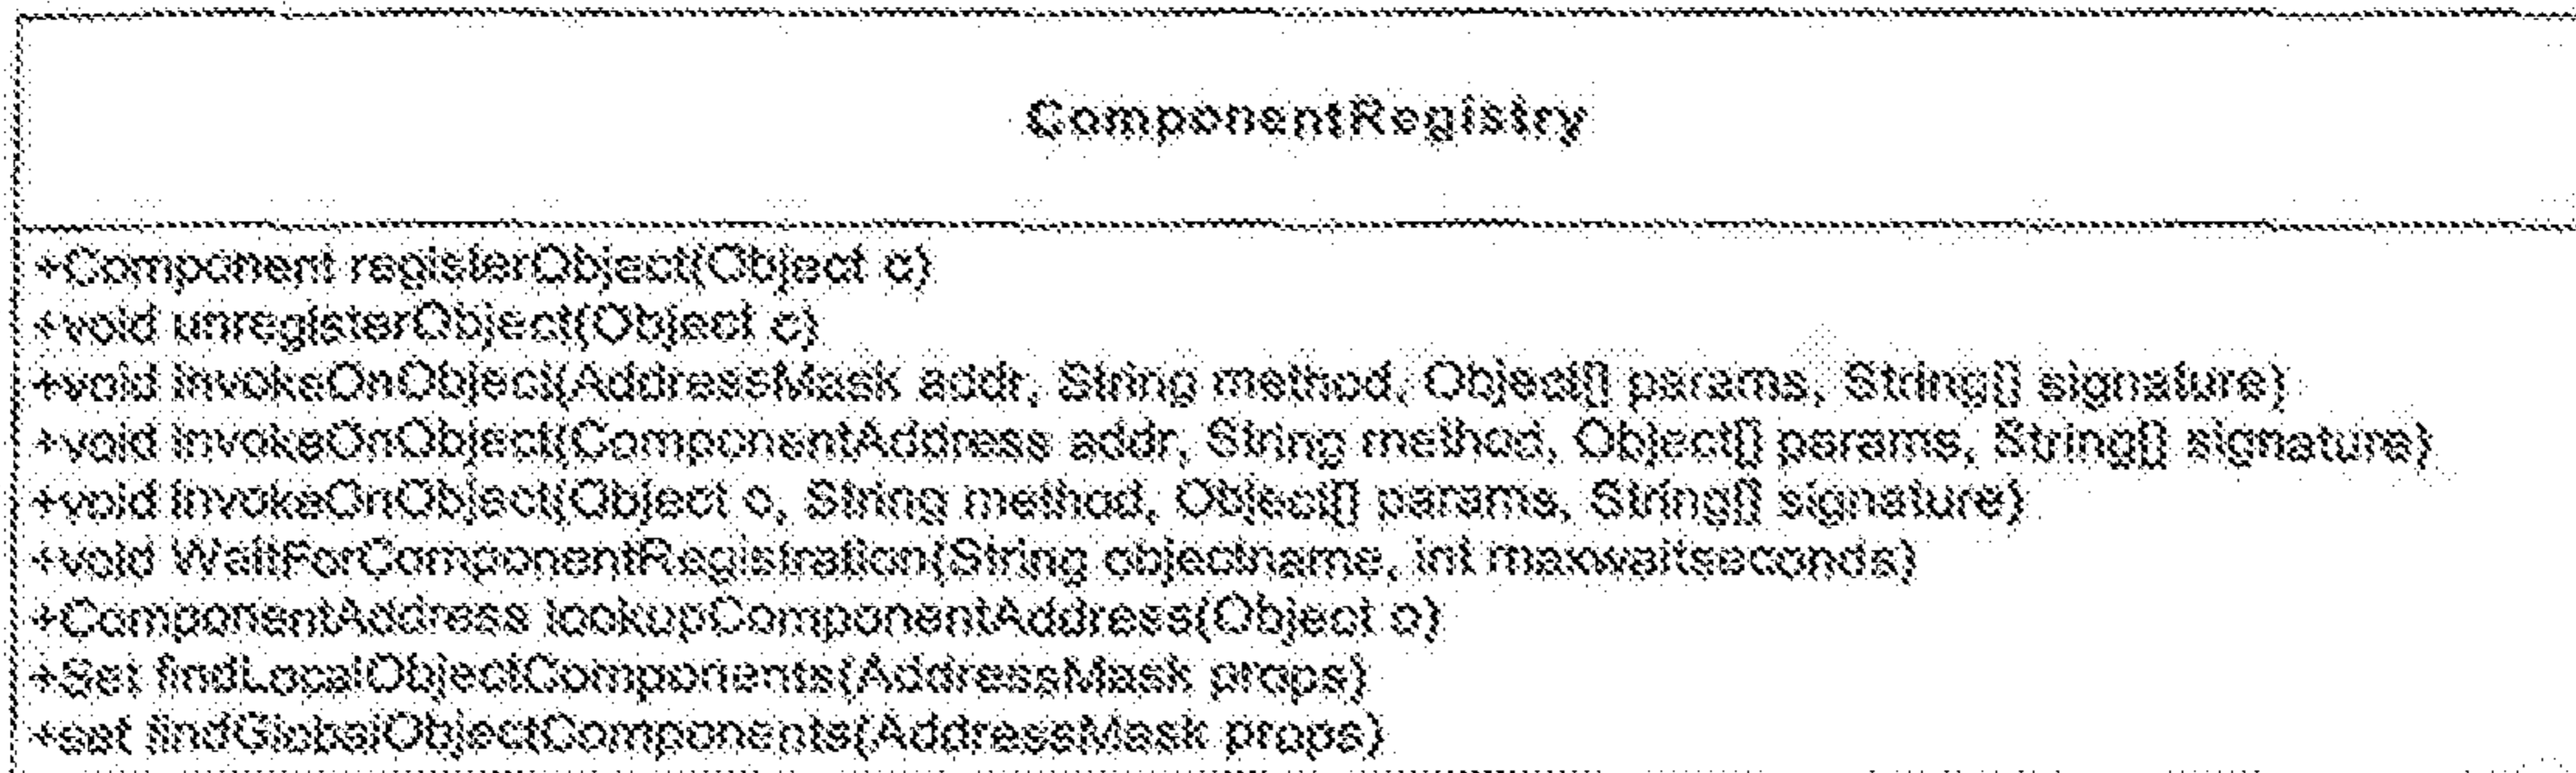 ComponentRegistry
+Component registerObject(Object c)
+void unregisterObject(Object c)
+void invokeOnObject(AddressMask addr, String method, Object[] params, String[] signature)
+void invokeOnObject(ComponentAddress addr, String method, Object[] params, String[] signature)
+void invokeOnObject(Object o, String method, Object[] params, String[] signature)
+void WaitForComponentRegistration(String objectname, int maxwaitseconds)
+ComponentAddress lookupComponentAddress(Object o)
+Set findLocalObjectComponents(AddressMask props)
+set findGlobalObjectComponents(AddressMask props)